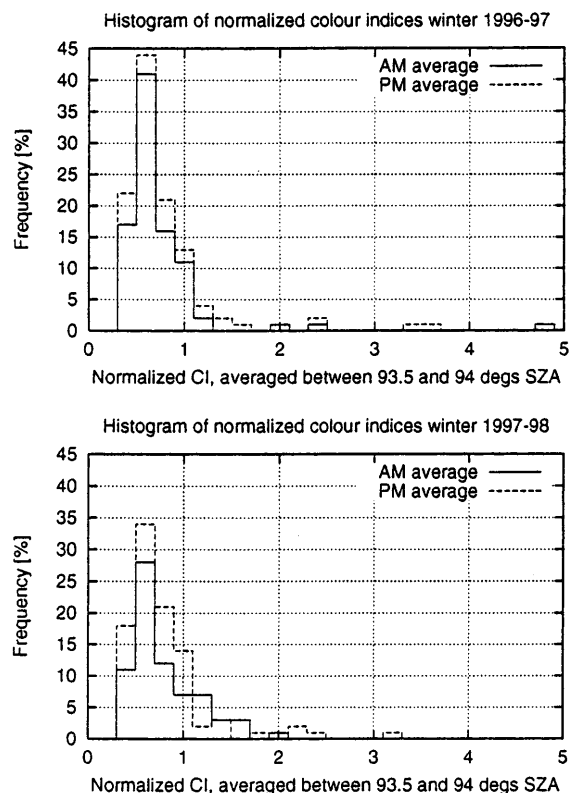 Histogram of normalized colour indices winter 1996-97
AM average
PM average
Frequency [%]
45
40
35
30
25
20
15
10
5
0
0 1 2 3 4 5
Normalized CI, averaged between 93.5 and 94 degs SZA
Histogram of normalized colour indices winter 1997-98
AM average
PM average
Frequency [%]
45
40
35
30
25
20
15
10
5
0
0 1 2 3 4 5
Normalized CI, averaged between 93.5 and 94 degs SZA